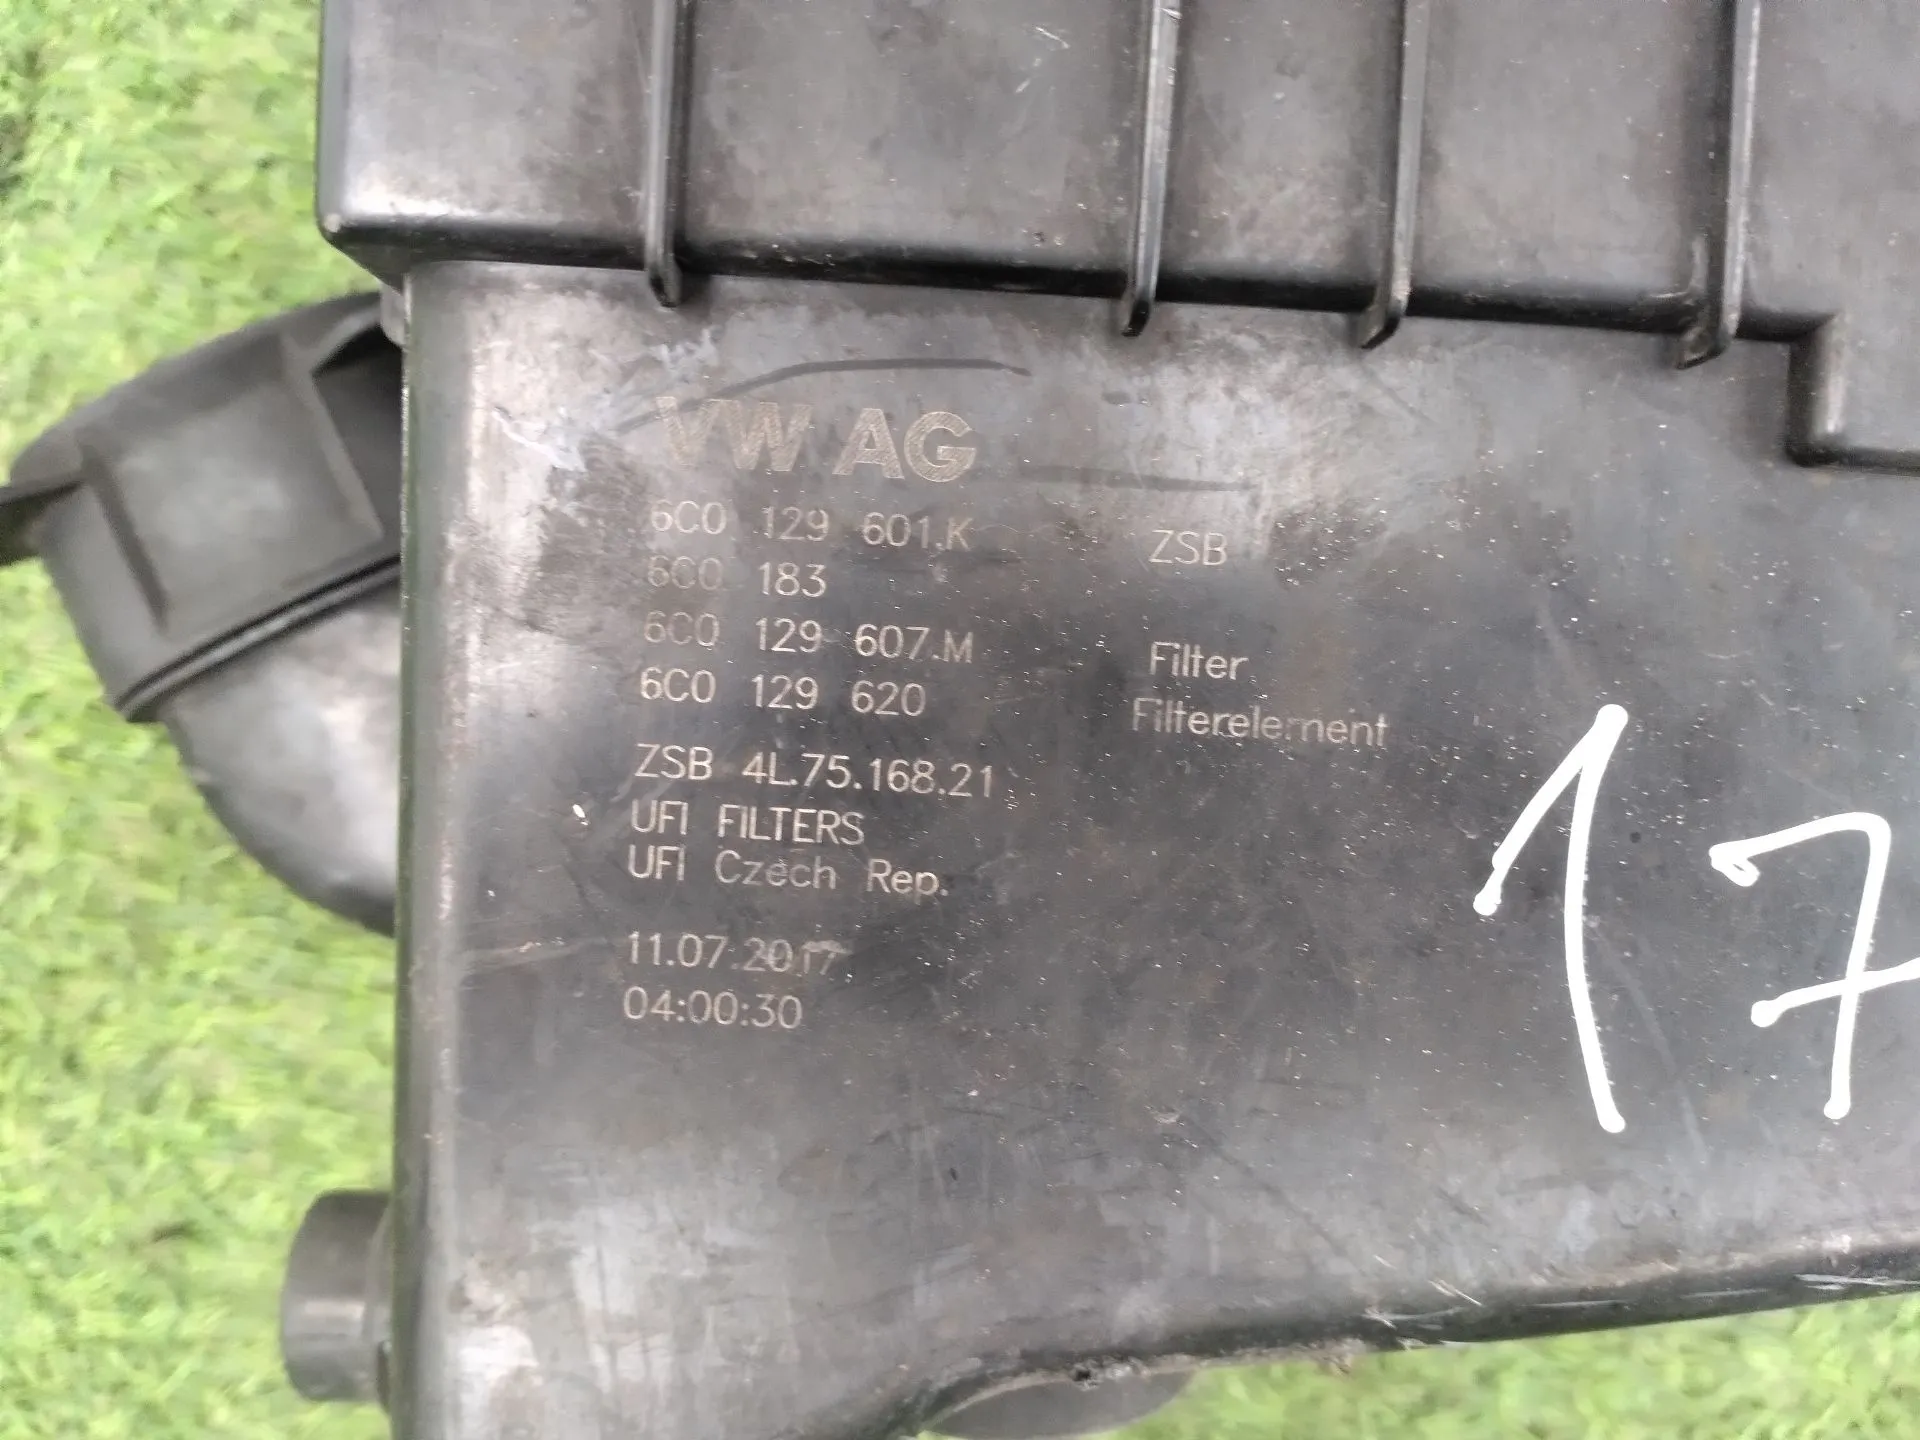 VW AG
6C0 129 601.K ZSB
6C0 183
6C0 129 607.M Filter
6C0 129 620 Filterelement
ZSB 4L.75.168.21
UFI FILTERS
UFI Czech Rep.
11.07.2017
04:00:30
17